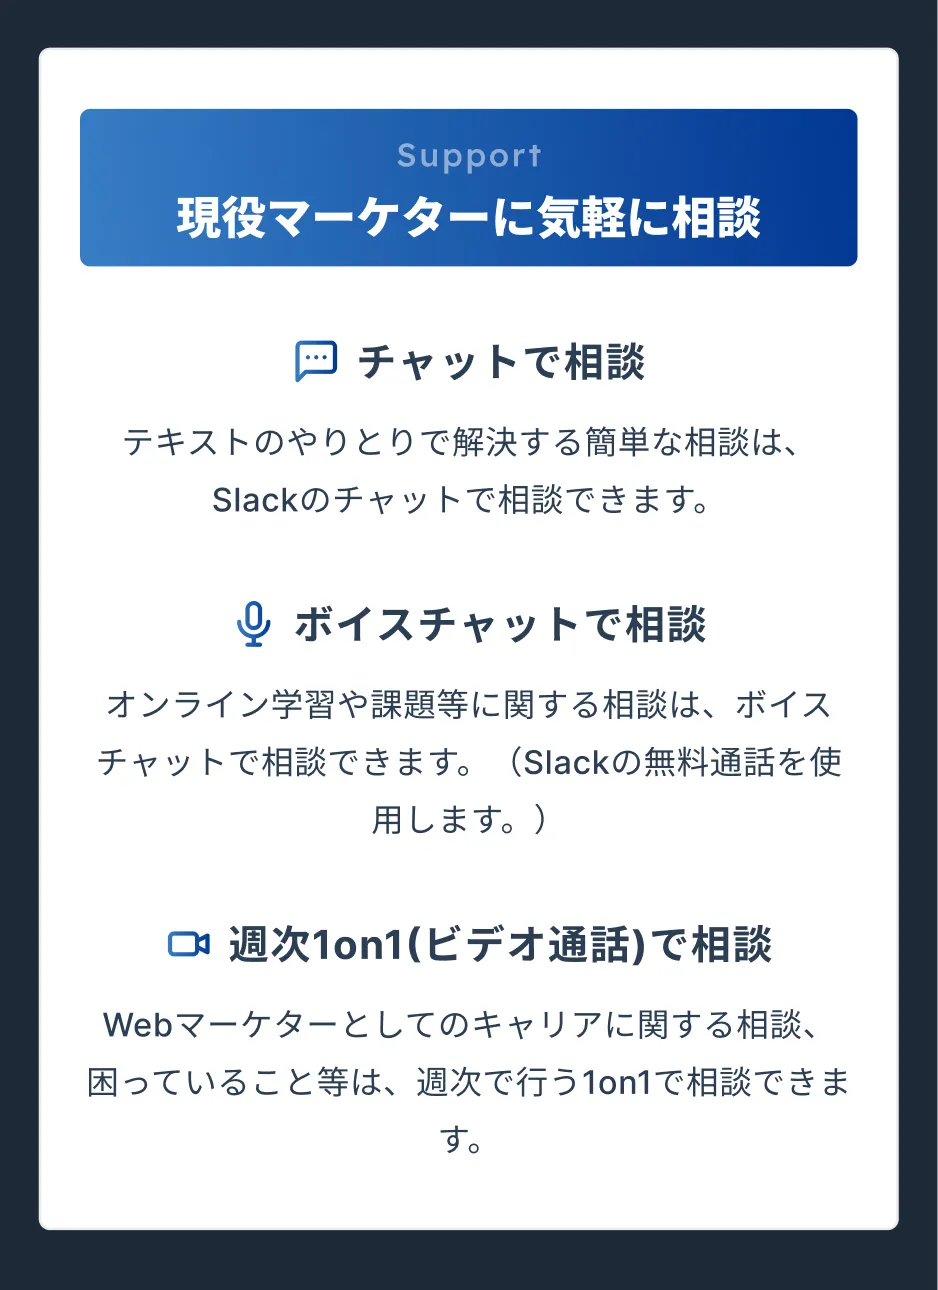 Support
現役マーケターに気軽に相談
チャットで相談
テキストのやりとりで解決する簡単な相談は、
Slackのチャットで相談できます。
ボイスチャットで相談
オンライン学習や課題等に関する相談は、ボイス
チャットで相談できます。（Slackの無料通話を使
用します。）
週次1on1(ビデオ通話)で相談
Webマーケターとしてのキャリアに関する相談、
困っていること等は、週次で行う1on1で相談できま
す。